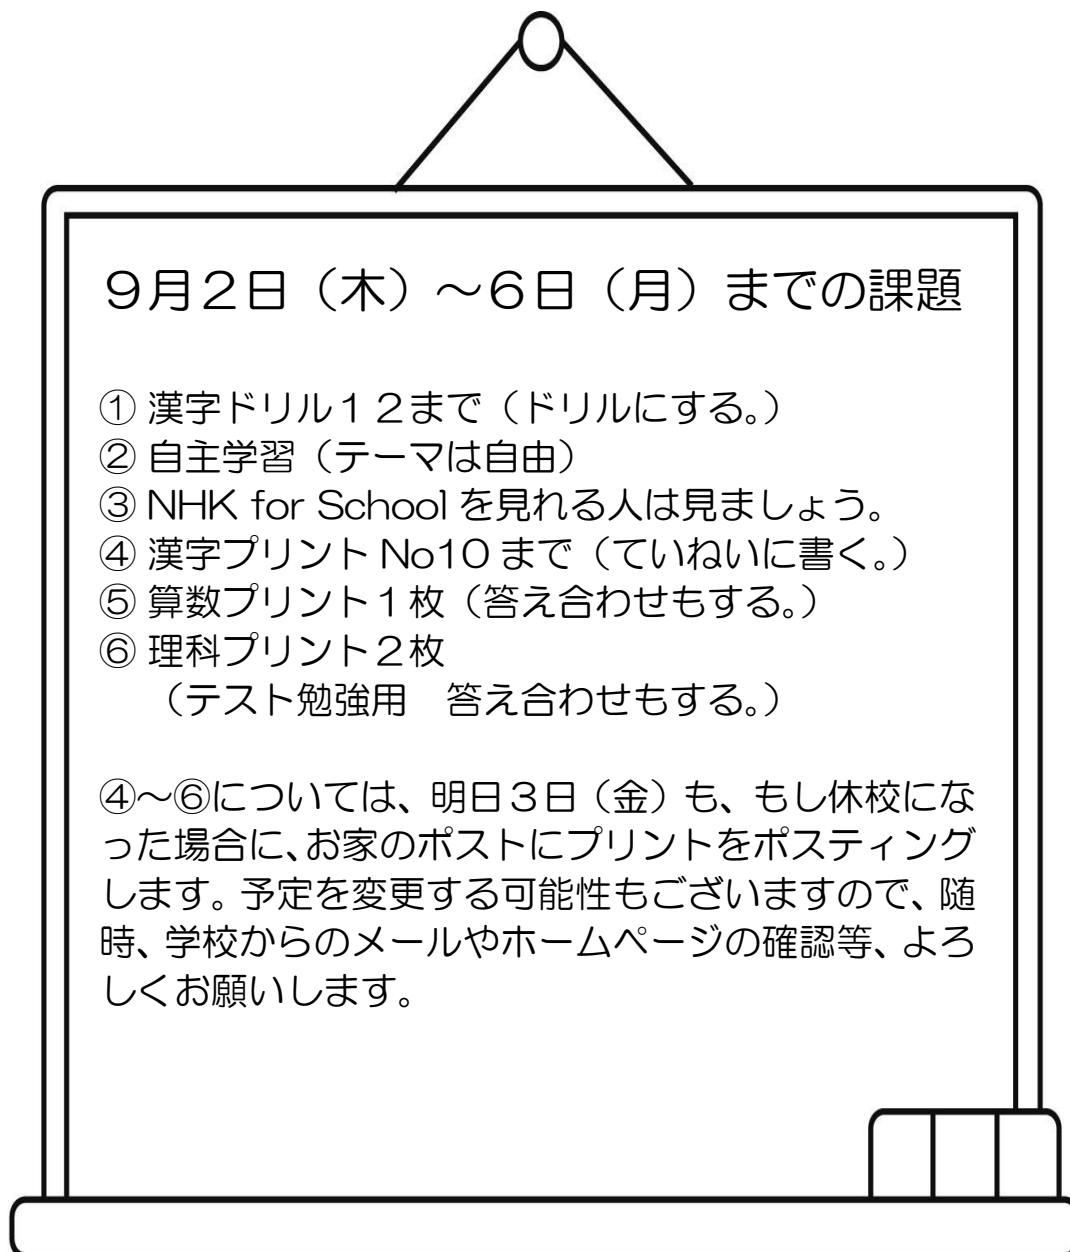 ９月２日（木）～６日（月）までの課題
① 漢字ドリル１２まで（ドリルにする。）
② 自主学習（テーマは自由）
③ NHK for School を見れる人は見ましょう。
④ 漢字プリント No10 まで（ていねいに書く。）
⑤ 算数プリント１枚（答え合わせもする。）
⑥ 理科プリント２枚
（テスト勉強用　答え合わせもする。）
④～⑥については、明日３日（金）も、もし休校にな
った場合に、お家のポストにプリントをポスティング
します。予定を変更する可能性もございますので、随
時、学校からのメールやホームページの確認等、よろ
しくお願いします。